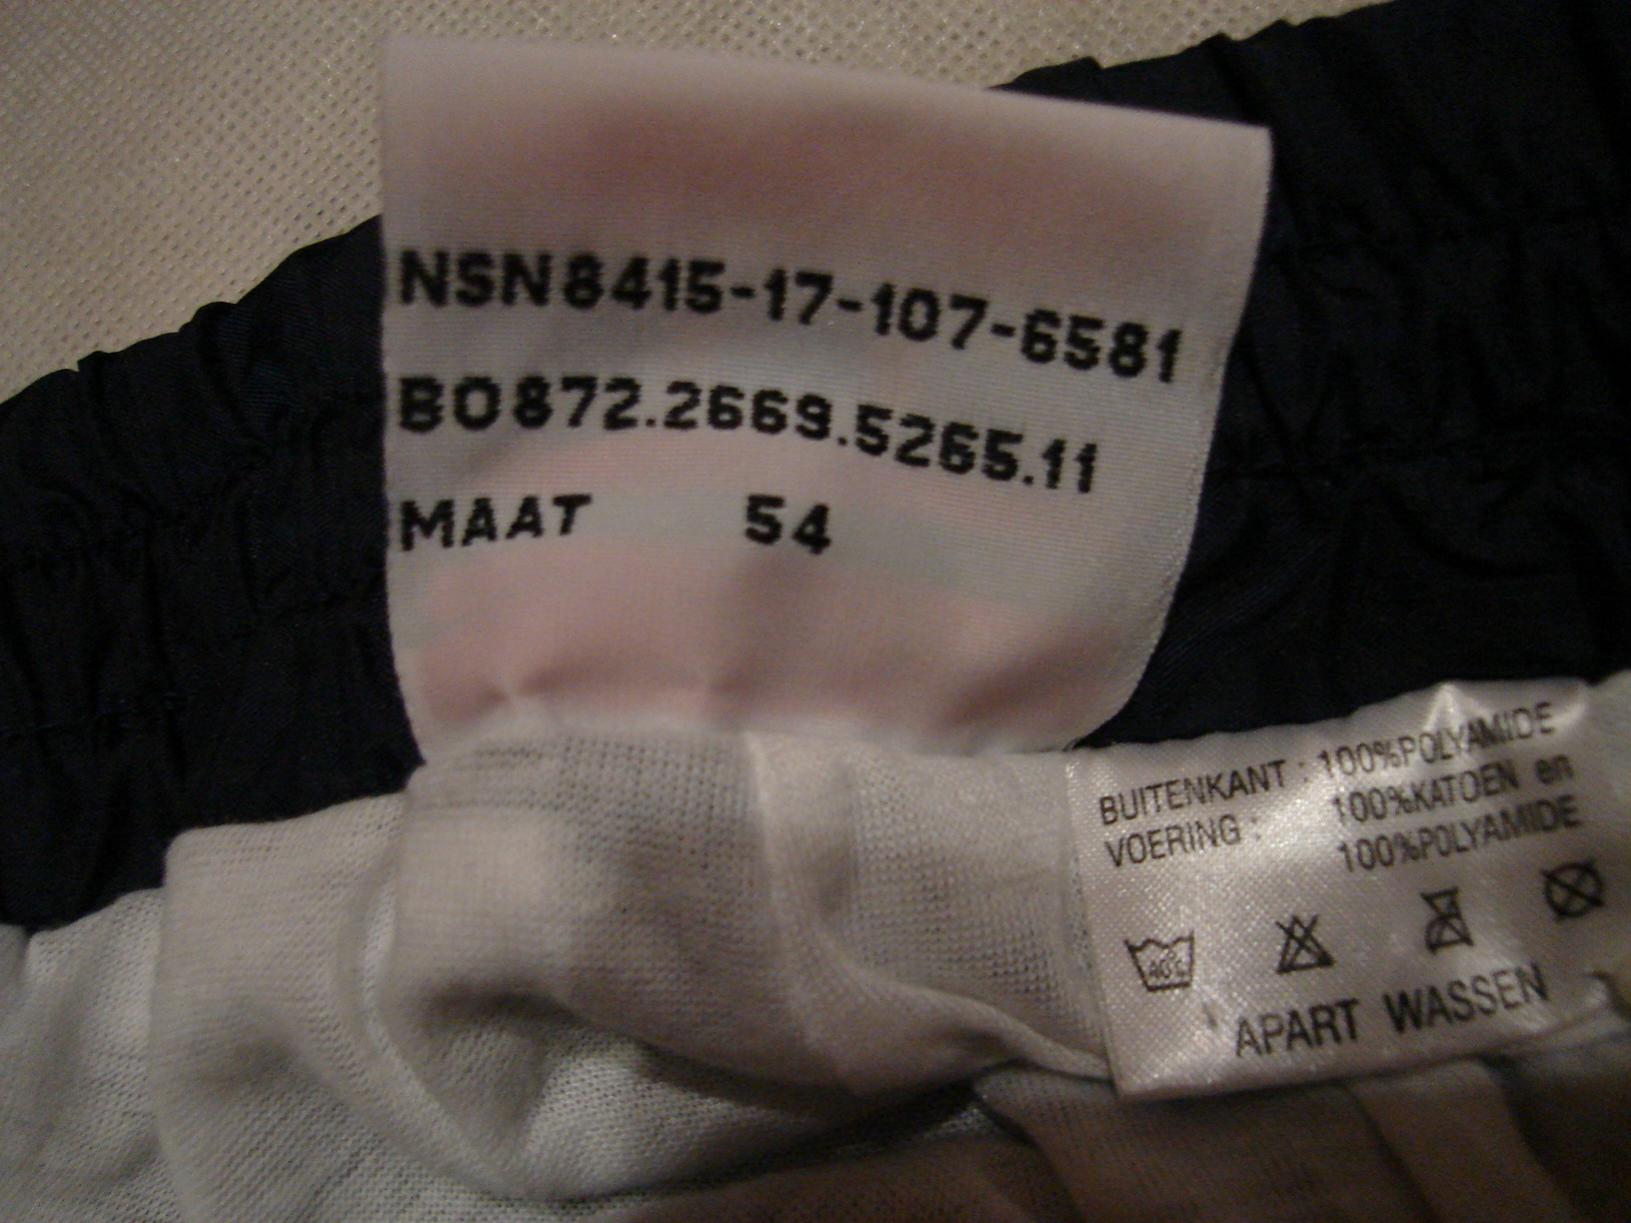 NSN8415-17-107-6581
BO872.2669.5265.11
MAAT 54
BUITENKANT : 100%POLYAMIDE
VOERING : 100%KATOEN en
100%POLYAMIDE
40°C
APART WASSEN